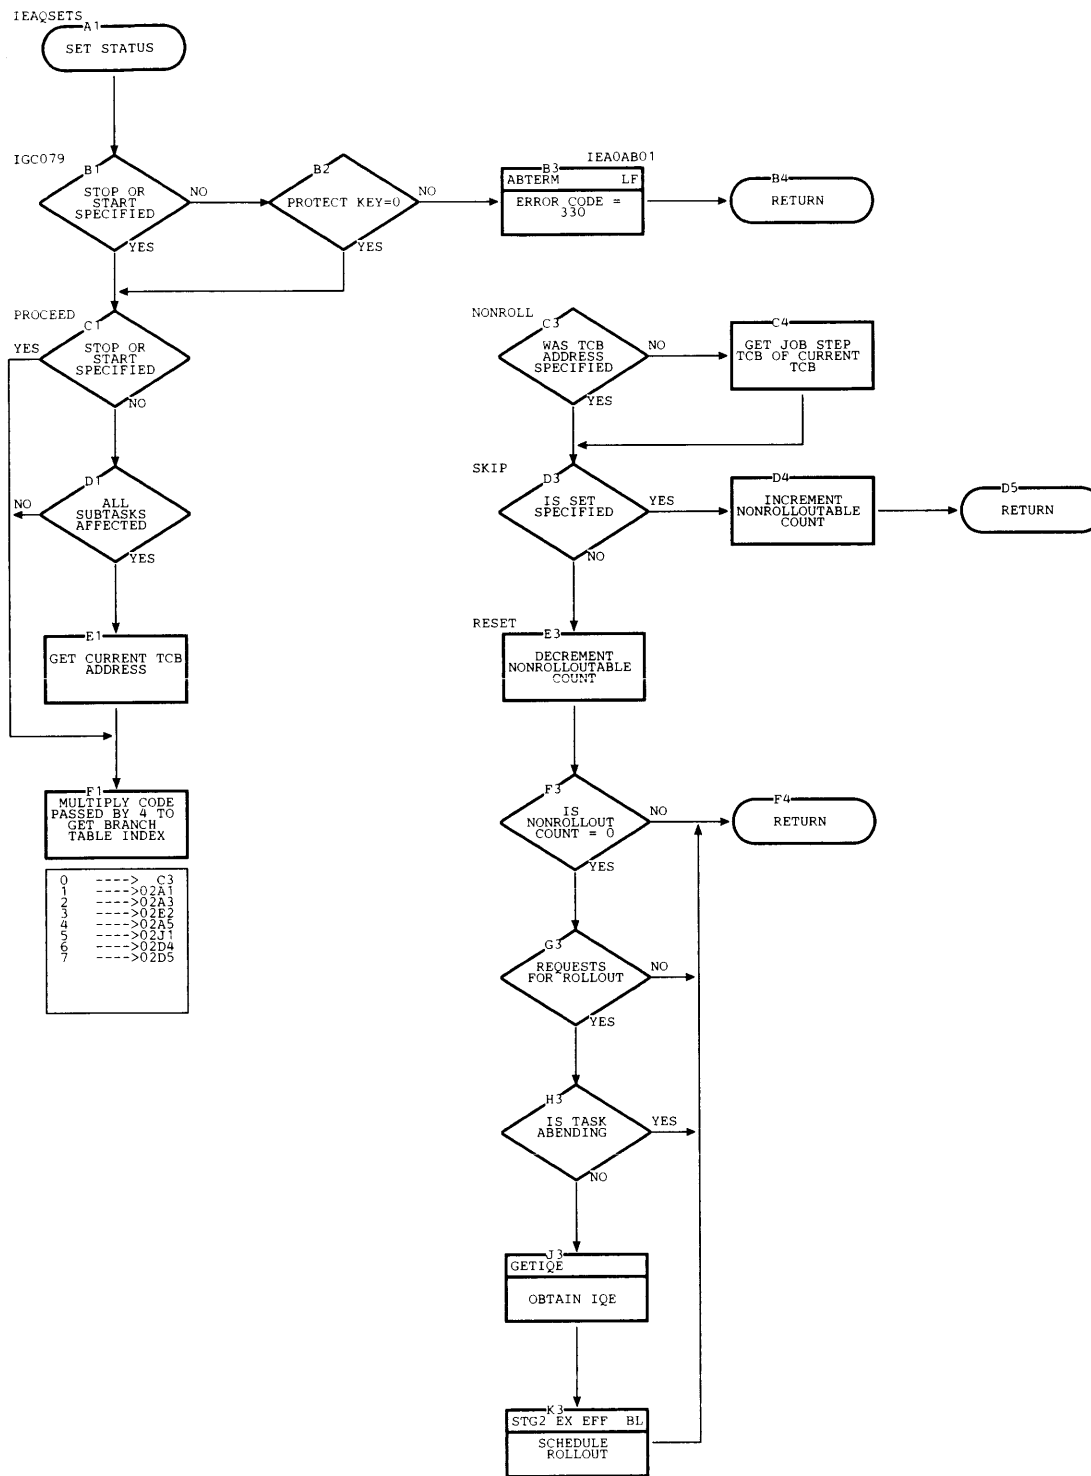 IEAQSETS
A1
SET STATUS
IGC079
B1
STOP OR
START
SPECIFIED
NO
YES
B2
PROTECT KEY=0
NO
YES
IEA0AB01
B3
ABTERM LF
ERROR CODE =
330
B4
RETURN
PROCEED
C1
YES
STOP OR
START
SPECIFIED
NO
NONROLL
C3
WAS TCB
ADDRESS
SPECIFIED
NO
YES
C4
GET JOB STEP
TCB OF CURRENT
TCB
D1
NO
ALL
SUBTASKS
AFFECTED
YES
SKIP
D3
IS SET
SPECIFIED
YES
NO
D4
INCREMENT
NONROLLOUTABLE
COUNT
D5
RETURN
E1
GET CURRENT TCB
ADDRESS
RESET
E3
DECREMENT
NONROLLOUTABLE
COUNT
F1
MULTIPLY CODE
PASSED BY 4 TO
GET BRANCH
TABLE INDEX
0 ----> C3
1 ---->02A1
2 ---->02A3
3 ---->02E2
4 ---->02A5
5 ---->02J1
6 ---->02D4
7 ---->02D5
F3
IS
NONROLLOUT
COUNT = 0
NO
YES
F4
RETURN
G3
REQUESTS
FOR ROLLOUT
NO
YES
H3
IS TASK
ABENDING
YES
NO
J3
GETIQE
OBTAIN IQE
K3
STG2 EX EFF BL
SCHEDULE
ROLLOUT